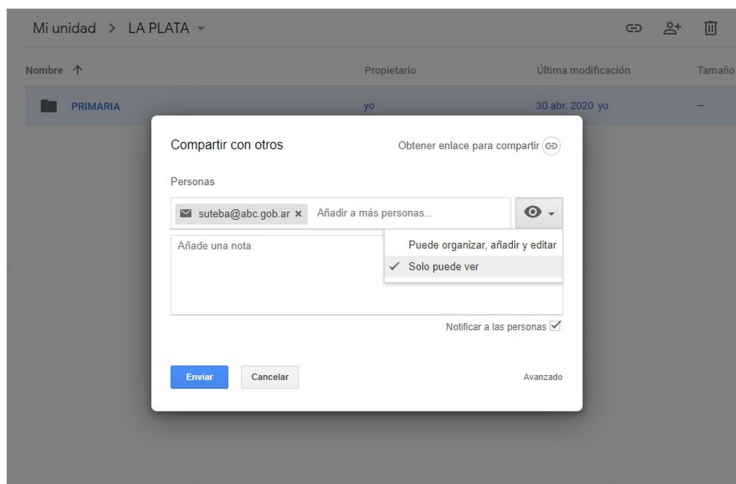 Mi unidad > LA PLATA
Nombre Propietario Última modificación Tamaño
PRIMARIA yo 30 abr. 2020 yo —
Compartir con otros Obtener enlace para compartir
Personas
suteba@abc.gob.ar × Añadir a más personas...
Añade una nota
Puede organizar, añadir y editar
Solo puede ver
Notificar a las personas
Enviar Cancelar Avanzado